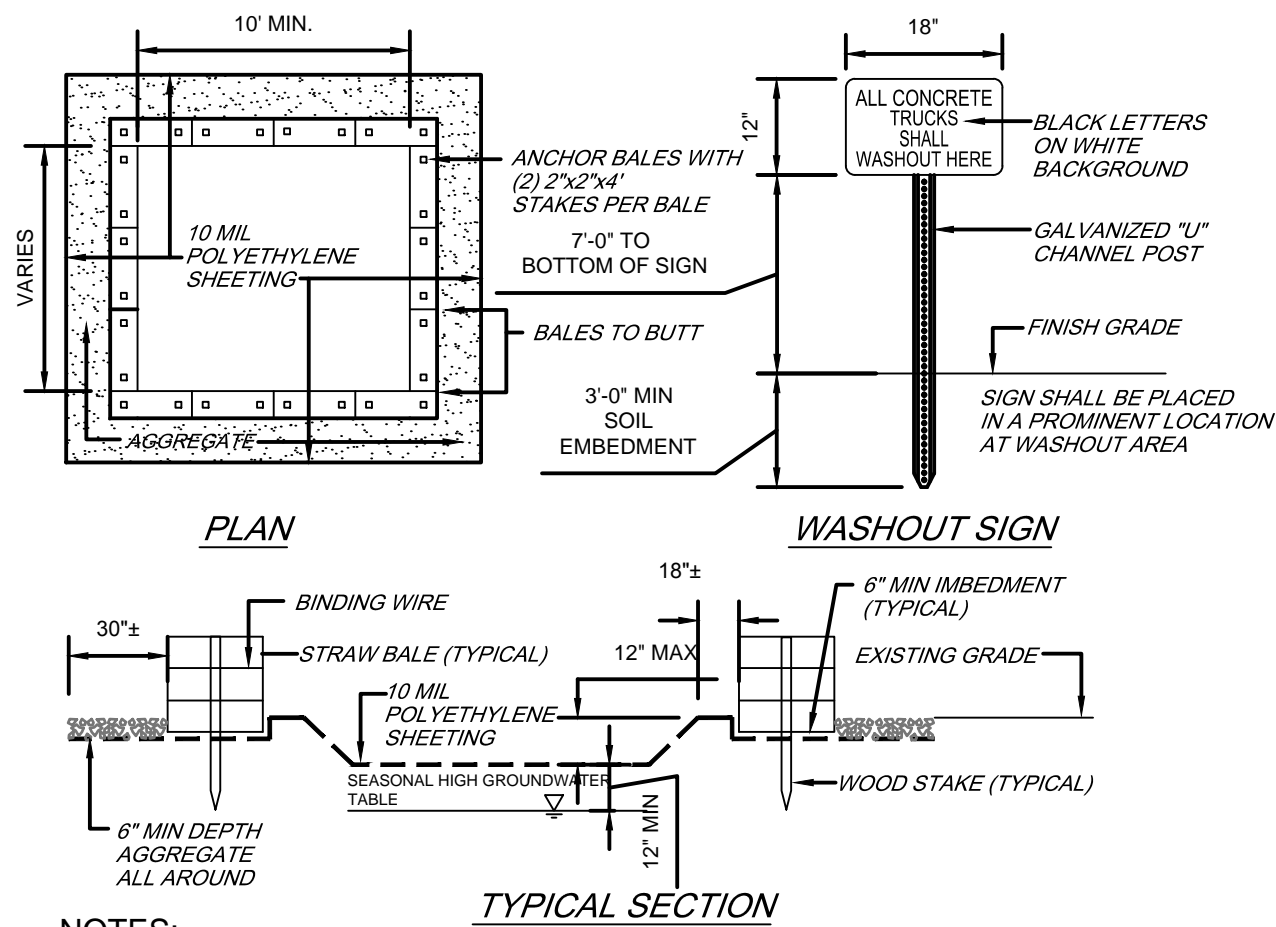 10' MIN.
VARIES
10 MIL
POLYETHYLENE
SHEETING
AGGREGATE
ANCHOR BALES WITH
(2) 2"x2"x4'
STAKES PER BALE
BALES TO BUTT
PLAN
18"
12"
ALL CONCRETE
TRUCKS
SHALL
WASHOUT HERE
BLACK LETTERS
ON WHITE
BACKGROUND
7'-0" TO
BOTTOM OF SIGN
GALVANIZED "U"
CHANNEL POST
FINISH GRADE
3'-0" MIN
SOIL
EMBEDMENT
SIGN SHALL BE PLACED
IN A PROMINENT LOCATION
AT WASHOUT AREA
WASHOUT SIGN
30"±
BINDING WIRE
STRAW BALE (TYPICAL)
10 MIL
POLYETHYLENE
SHEETING
12" MAX
18"±
6" MIN IMBEDMENT
(TYPICAL)
EXISTING GRADE
SEASONAL HIGH GROUNDWATER
TABLE
12" MIN
WOOD STAKE (TYPICAL)
6" MIN DEPTH
AGGREGATE
ALL AROUND
TYPICAL SECTION
NOTES: